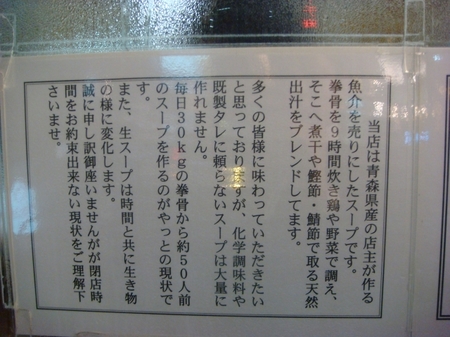 当店は青森県産の店主が作る
魚介を売りにしたスープです。
拳骨を9時間炊き鶏や野菜で調え、
そこへ煮干や鰹節・鯖節で取る天然
出汁をブレンドしてます。
多くの皆様に味わっていただきたい
と思っておりますが、化学調味料や
既製タレに頼らないスープは大量に
作れません。
毎日30kgの拳骨から約50人前
のスープを作るのがやっとの現状で
す。
また、生スープは時間と共に生き物
の様に変化します。
誠に申し訳御座いませんがが閉店時
間をお約束出来ない現状をご理解下
さいませ。